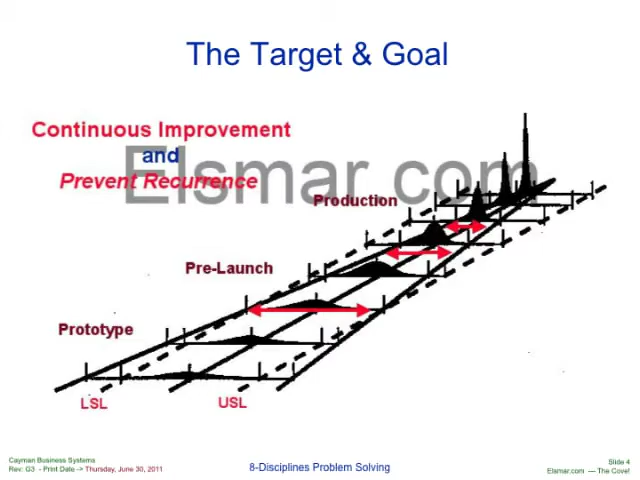 The Target & Goal
Continuous Improvement
and
Prevent Recurrence
Elsmar.com
Production
Pre-Launch
Prototype
LSL
USL
Cayman Business Systems
Rev: G3 - Print Date -> Thursday, June 30, 2011
8-Disciplines Problem Solving
Slide 4
Elsmar.com — The Cove!